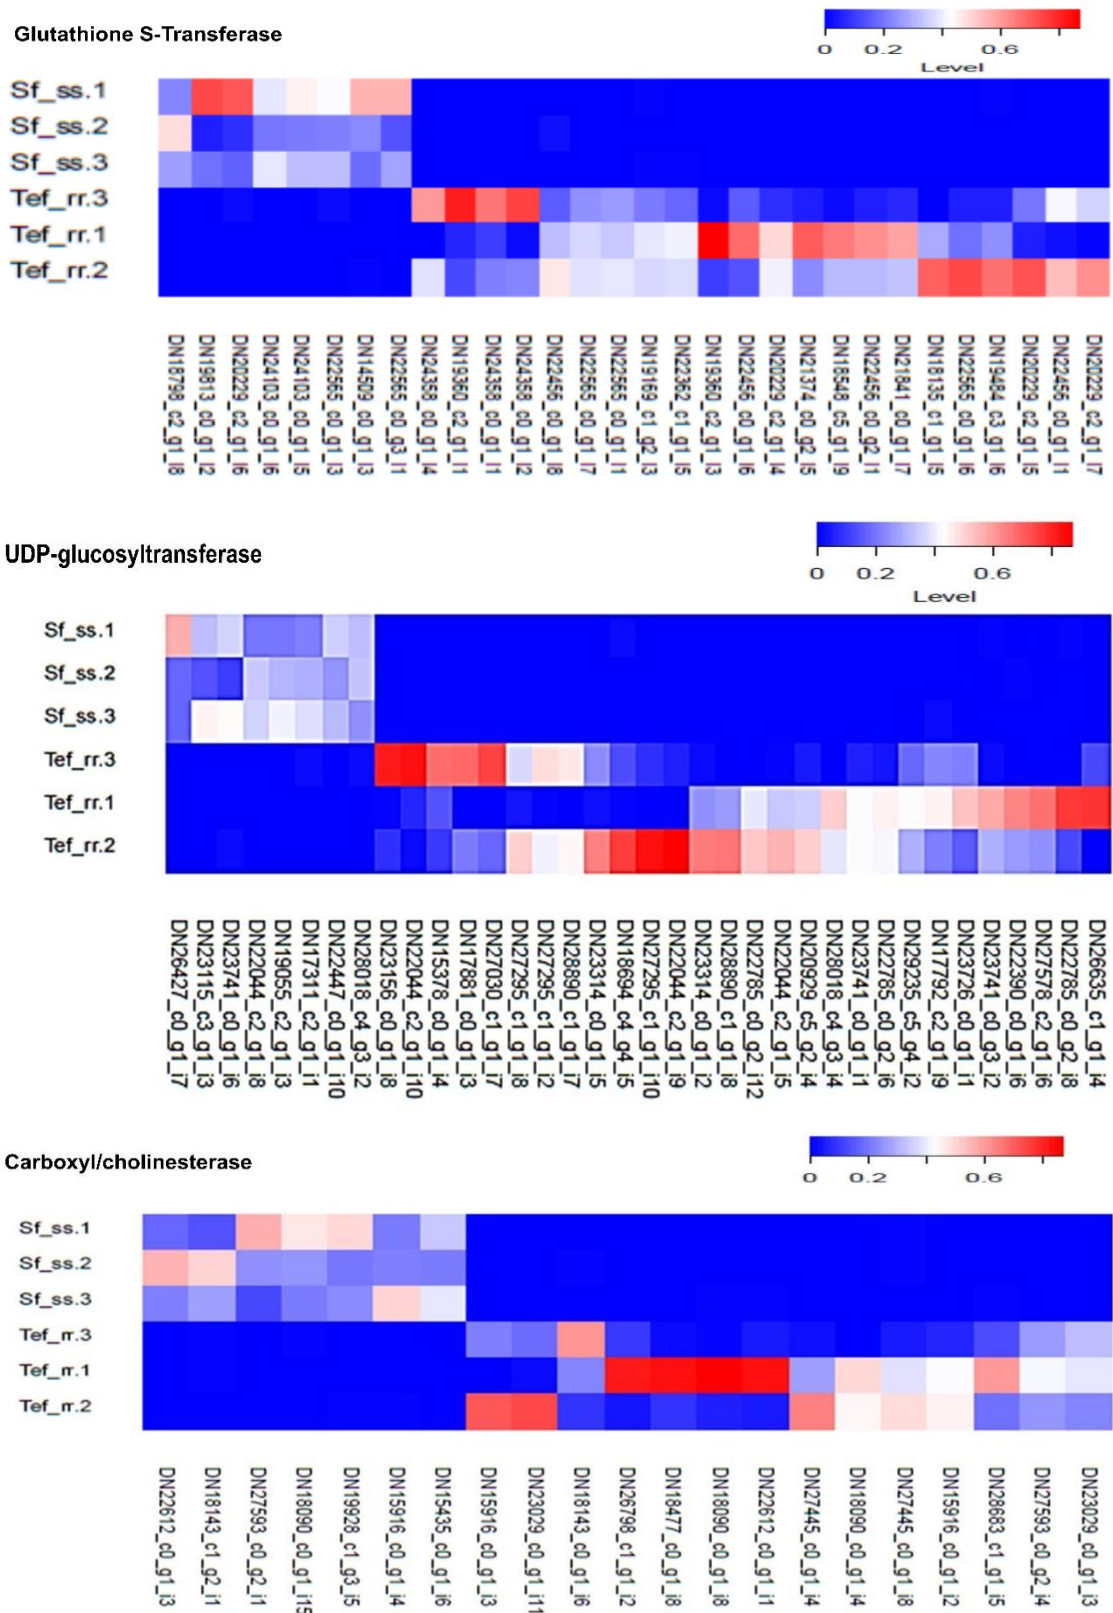 Glutathione S-Transferase
0 0.2 0.6
Level
Sf_ss.1
Sf_ss.2
Sf_ss.3
Tef_rr.3
Tef_rr.1
Tef_rr.2
DN18798_c2_g1_I8
DN19813_c0_g1_I2
DN20229_c2_g1_I6
DN24103_c0_g1_I6
DN24103_c0_g1_I5
DN22565_c0_g1_I3
DN14509_c0_g1_I3
DN22565_c0_g3_I1
DN24358_c0_g1_I4
DN19360_c2_g1_I1
DN24358_c0_g1_I1
DN24358_c0_g1_I2
DN22456_c0_g1_I8
DN22565_c0_g1_I7
DN22565_c0_g1_I1
DN19169_c1_g2_I3
DN22362_c1_g1_I5
DN19360_c2_g1_I3
DN22456_c0_g1_I6
DN20229_c2_g1_I4
DN21374_c0_g2_I5
DN18548_c5_g1_I9
DN22456_c0_g2_I1
DN21841_c0_g1_I7
DN18135_c1_g1_I5
DN22565_c0_g1_I6
DN19484_c3_g1_I6
DN20229_c2_g1_I5
DN22456_c0_g1_I1
DN20229_c2_g1_I7
UDP-glucosyltransferase
0 0.2 0.6
Level
Sf_ss.1
Sf_ss.2
Sf_ss.3
Tef_rr.3
Tef_rr.1
Tef_rr.2
DN26427_c0_g1_i7
DN23115_c3_g1_i3
DN23741_c0_g1_i6
DN22044_c2_g1_i8
DN19055_c2_g1_i3
DN17311_c2_g1_i1
DN22447_c0_g1_i10
DN28018_c4_g3_i2
DN23156_c0_g1_i8
DN22044_c2_g1_i10
DN15378_c0_g1_i4
DN17881_c0_g1_i3
DN27030_c1_g1_i7
DN27295_c1_g1_i8
DN27295_c1_g1_i2
DN28890_c1_g1_i7
DN23314_c0_g1_i5
DN18694_c4_g4_i5
DN27295_c1_g1_i10
DN22044_c2_g1_i9
DN23314_c0_g1_i2
DN28890_c1_g1_i8
DN22785_c0_g2_i12
DN22044_c2_g1_i5
DN20929_c5_g2_i4
DN28018_c4_g3_i4
DN23741_c0_g1_i1
DN22785_c0_g2_i6
DN29235_c5_g4_i2
DN17792_c2_g1_i9
DN23726_c0_g1_i1
DN23741_c0_g3_i2
DN22390_c0_g1_i6
DN27578_c2_g1_i6
DN22785_c0_g2_i8
DN26635_c1_g1_i4
Carboxyl/cholinesterase
0 0.2 0.6
Sf_ss.1
Sf_ss.2
Sf_ss.3
Tef_rr.3
Tef_rr.1
Tef_rr.2
DN22612_c0_g1_i3
DN18143_c1_g2_i1
DN27593_c0_g2_i1
DN18090_c0_g1_i15
DN19928_c1_g3_i5
DN15916_c0_g1_i4
DN15435_c0_g1_i6
DN15916_c0_g1_i3
DN23029_c0_g1_i11
DN18143_c0_g1_i6
DN26798_c1_g1_i2
DN18477_c0_g1_i8
DN18090_c0_g1_i8
DN22612_c0_g1_i1
DN27445_c0_g1_i4
DN18090_c0_g1_i4
DN27445_c0_g1_i8
DN15916_c0_g1_i2
DN28683_c1_g1_i5
DN27593_c0_g2_i4
DN23029_c0_g1_i3